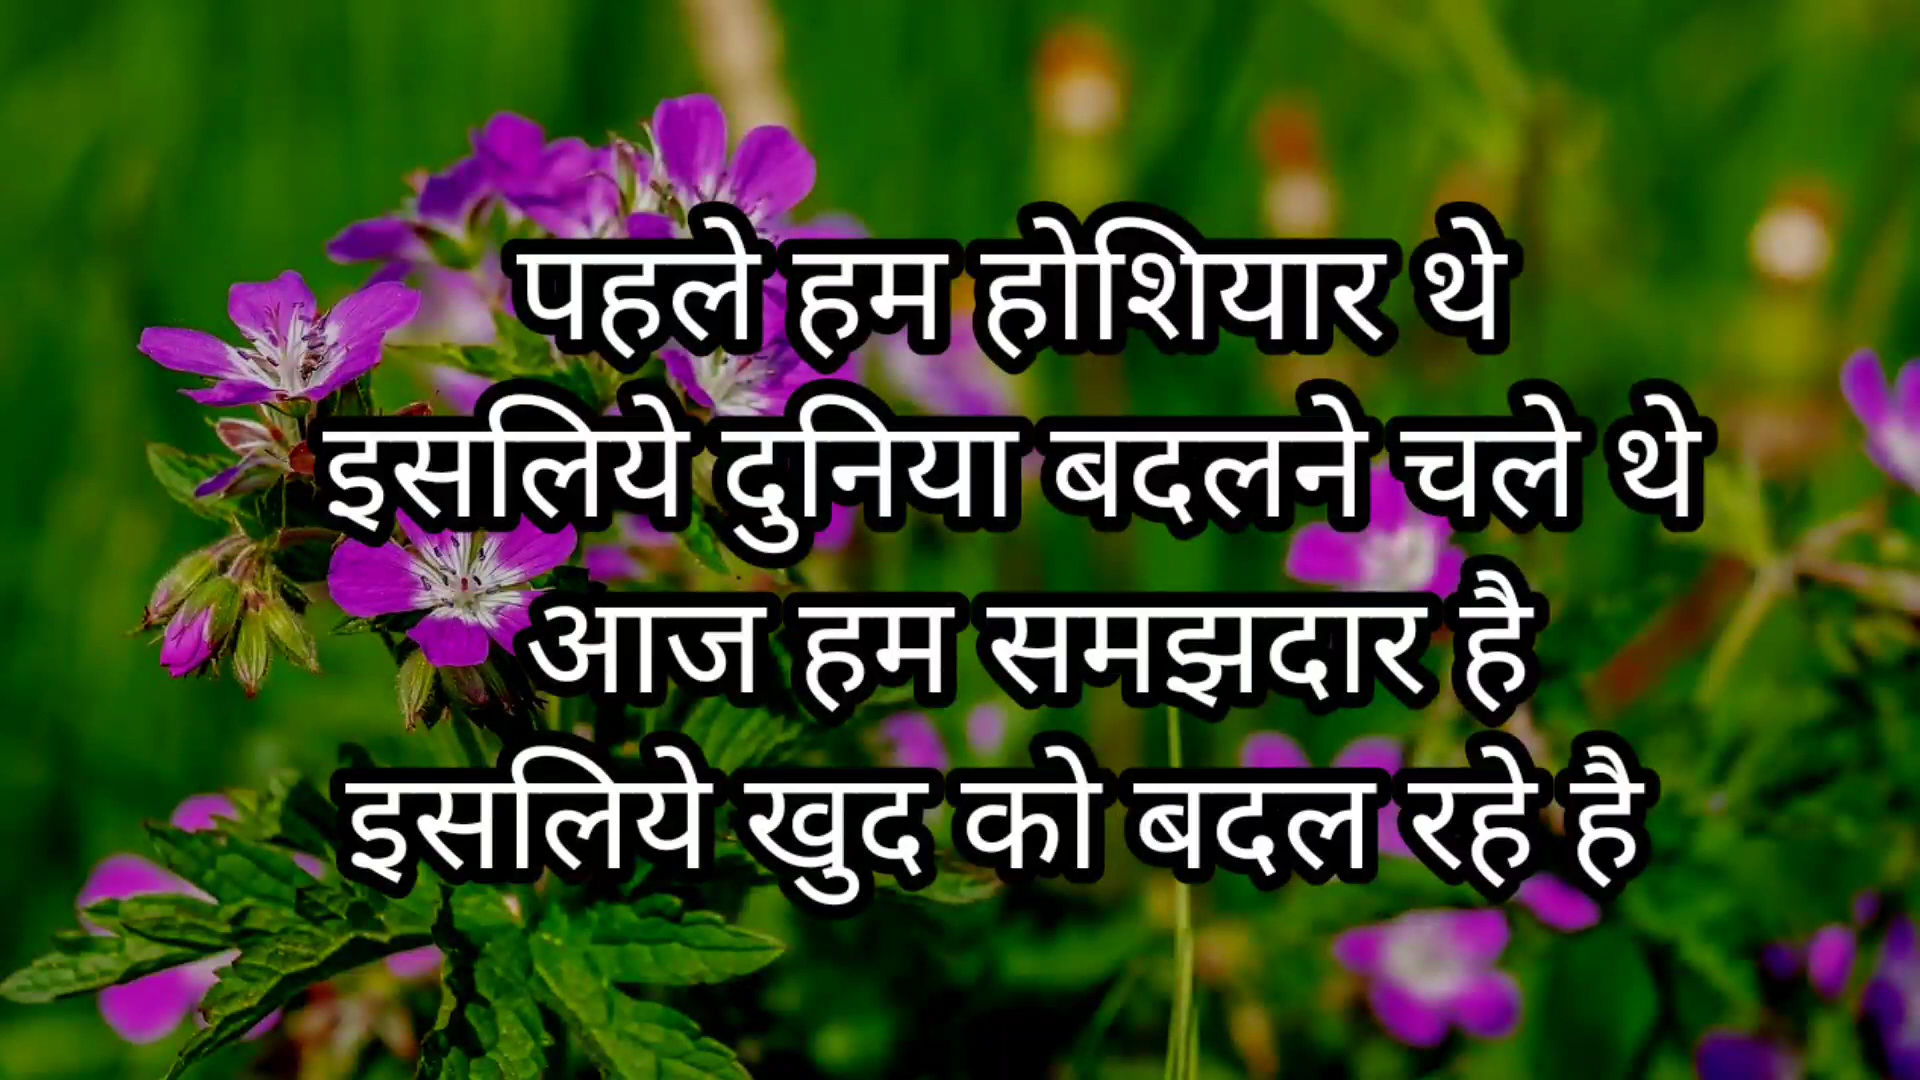 पहले हम होशियार थे
इसलिये दुनिया बदलने चले थे
आज हम समझदार है
इसलिये खुद को बदल रहे है